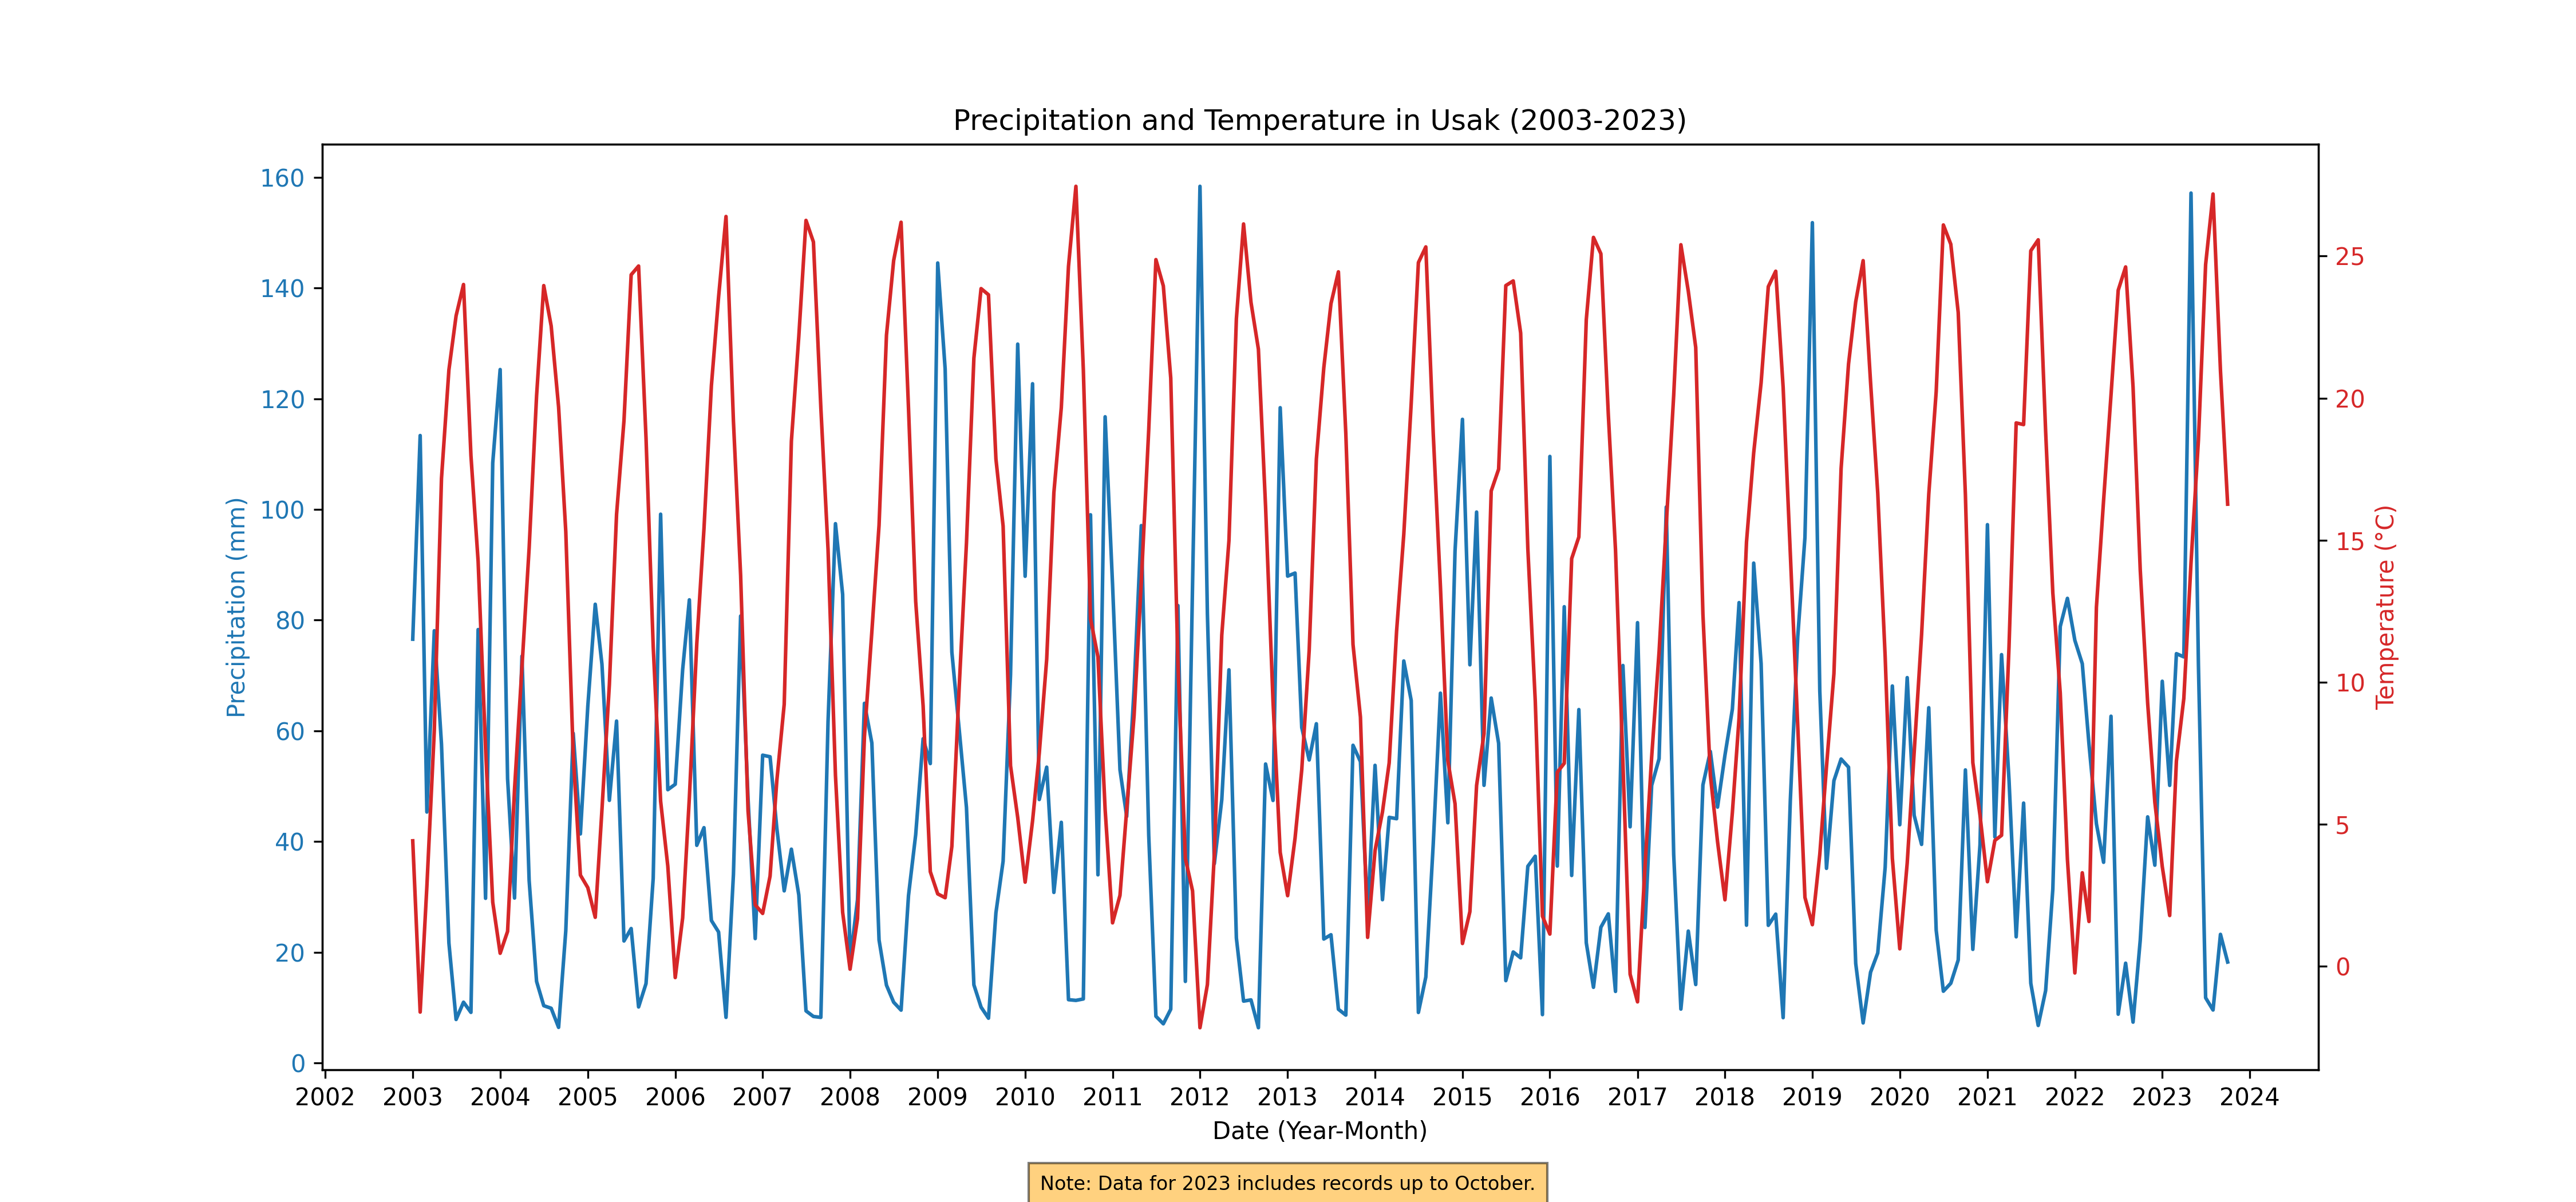 Precipitation and Temperature in Usak (2003-2023)
160
140
120
100
80
60
40
20
0
Precipitation (mm)
25
20
15
10
5
0
Temperature (°C)
2002 2003 2004 2005 2006 2007 2008 2009 2010 2011 2012 2013 2014 2015 2016 2017 2018 2019 2020 2021 2022 2023 2024
Date (Year-Month)
Note: Data for 2023 includes records up to October.